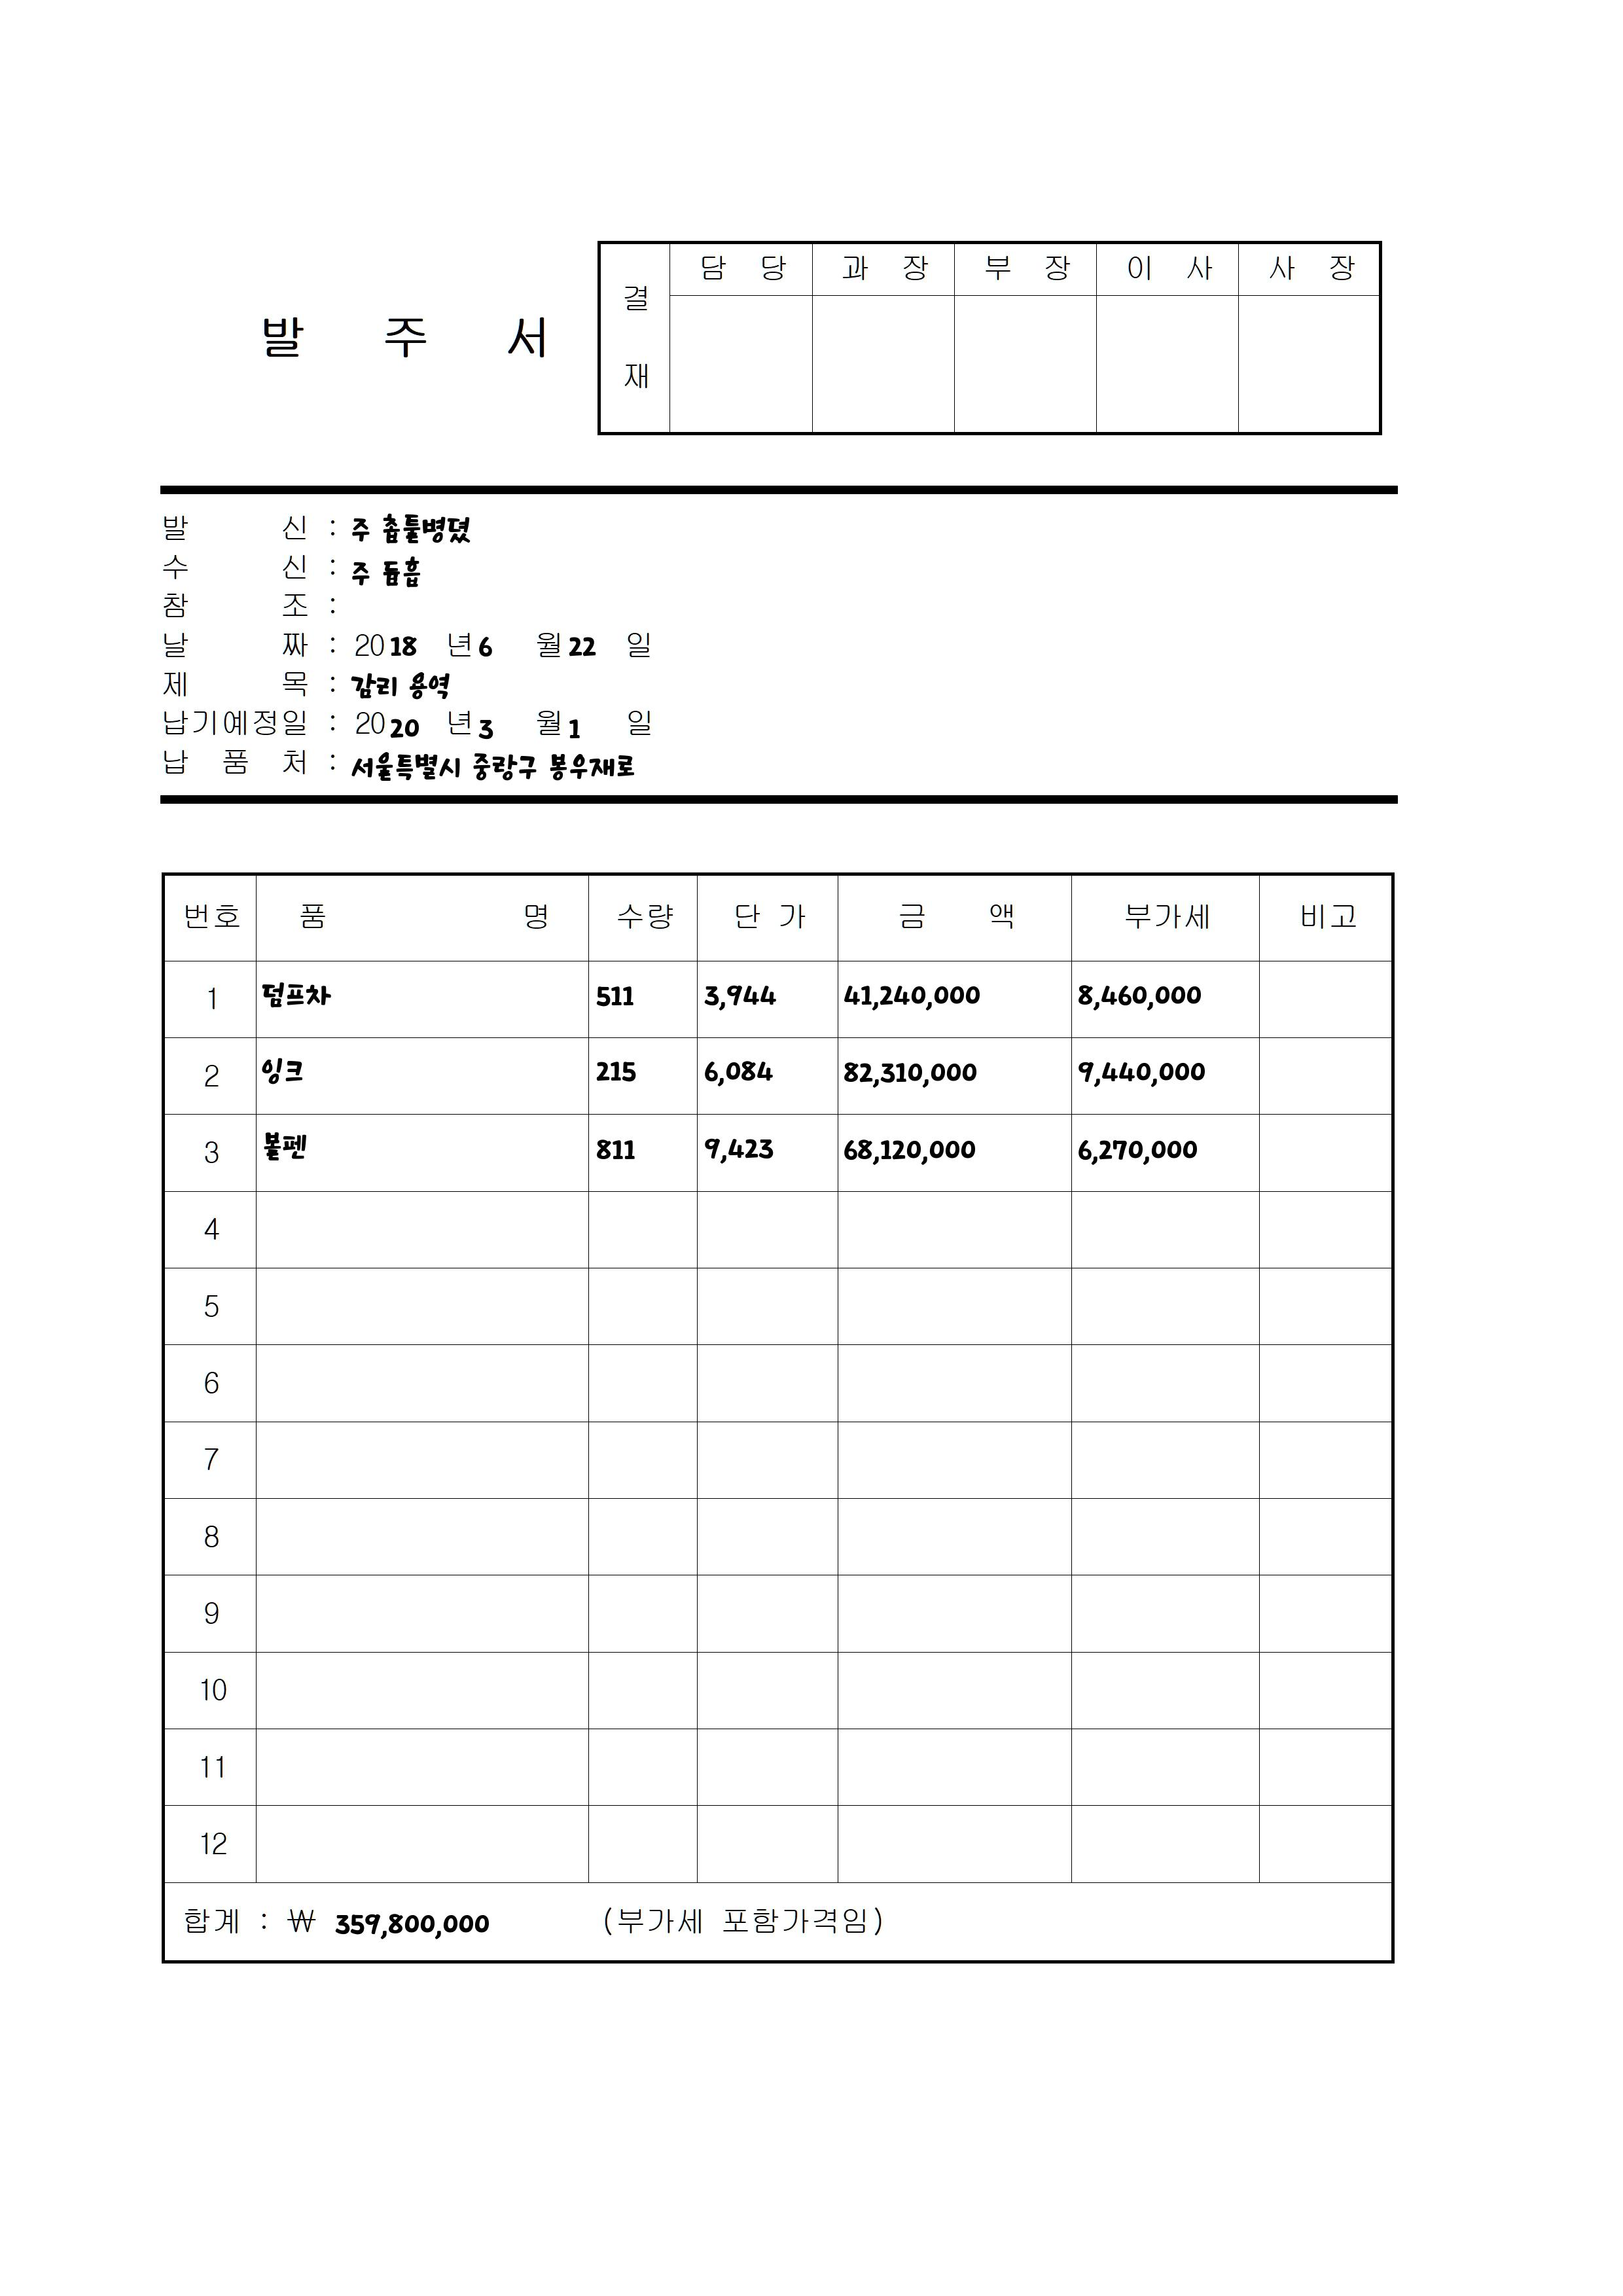 발 주 서
결 재
담 당 과 장 부 장 이 사 사 장
발 신 : 주 촙툴병뎠
수 신 : 주 듭흡
참 조 :
날 짜 : 2018 년 6 월 22 일
제 목 : 감리 용역
납기예정일 : 2020 년 3 월 1 일
납 품 처 : 서울특별시 중랑구 봉우재로
번호 품 명 수량 단 가 금 액 부가세 비고
1 덤프차 511 3,944 41,240,000 8,460,000
2 잉크 215 6,084 82,310,000 9,440,000
3 볼펜 811 9,423 68,120,000 6,270,000
4
5
6
7
8
9
10
11
12
합계 : ₩ 359,800,000 (부가세 포함가격임)